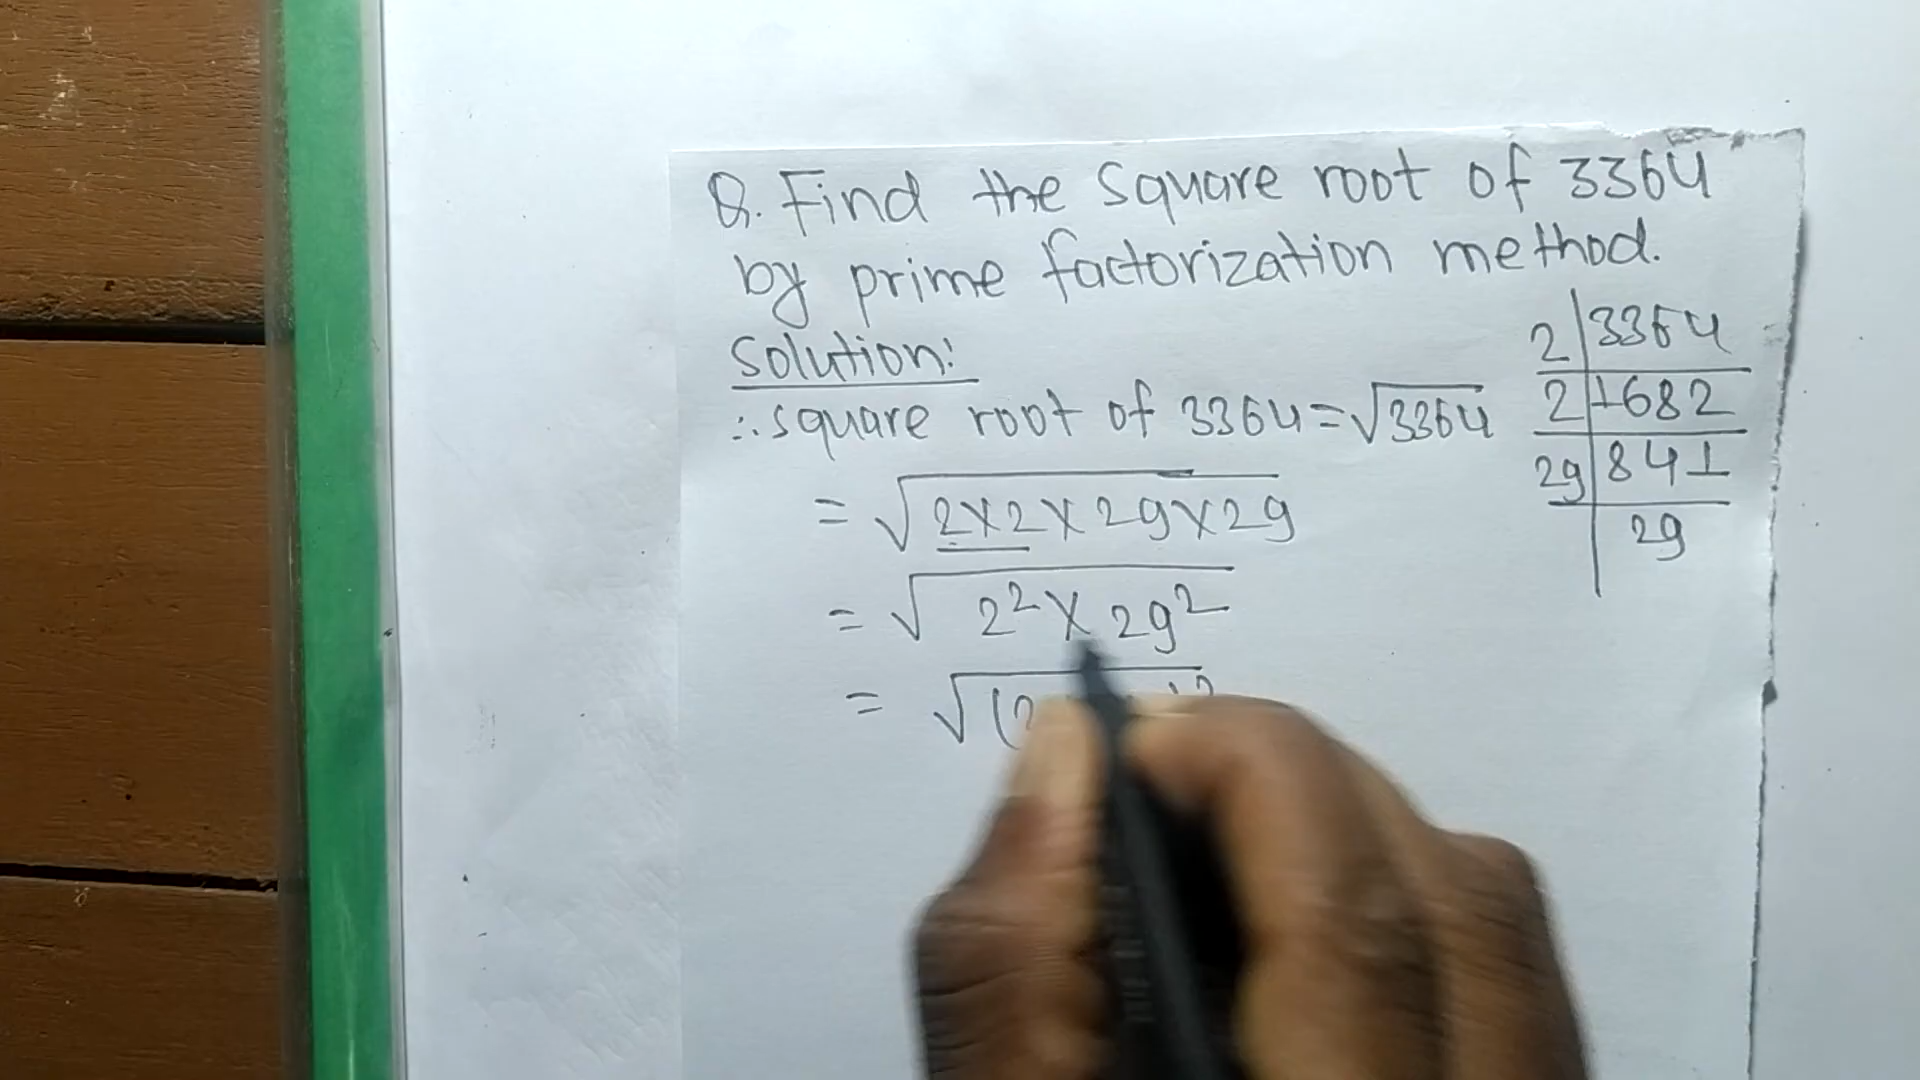 Q. Find the square root of 3364
by prime factorization method.
Solution:
∴ square root of 3364 = √3364
= √2×2×29×29
= √2²×29²
= √(2
2 | 3364
2 | 1682
29 | 841
29